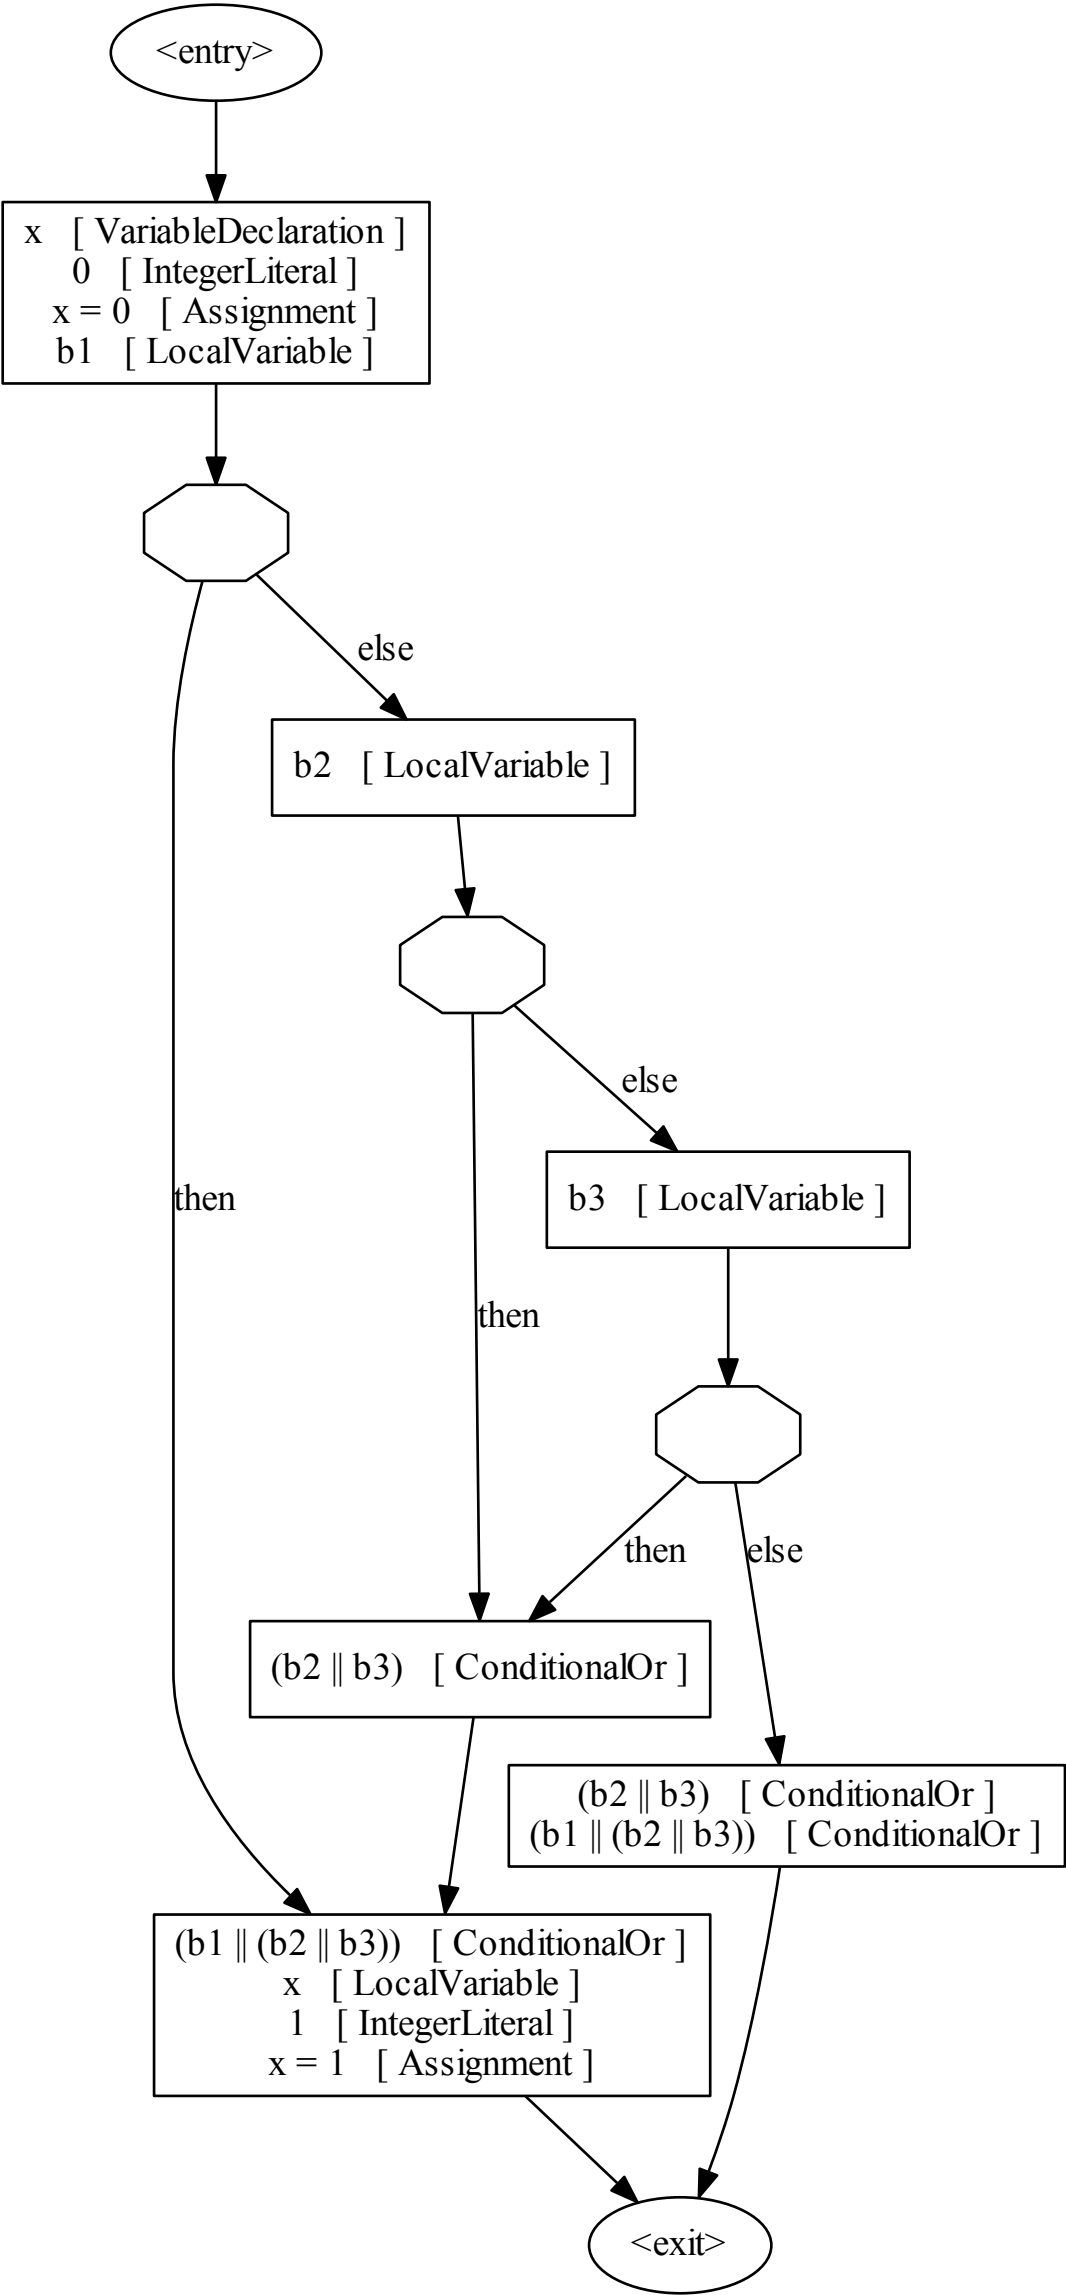 <entry>
x [ VariableDeclaration ]
0 [ IntegerLiteral ]
x = 0 [ Assignment ]
b1 [ LocalVariable ]
else
b2 [ LocalVariable ]
else
b3 [ LocalVariable ]
then
then
then
else
(b2 || b3) [ ConditionalOr ]
(b2 || b3) [ ConditionalOr ]
(b1 || (b2 || b3)) [ ConditionalOr ]
(b1 || (b2 || b3)) [ ConditionalOr ]
x [ LocalVariable ]
1 [ IntegerLiteral ]
x = 1 [ Assignment ]
<exit>